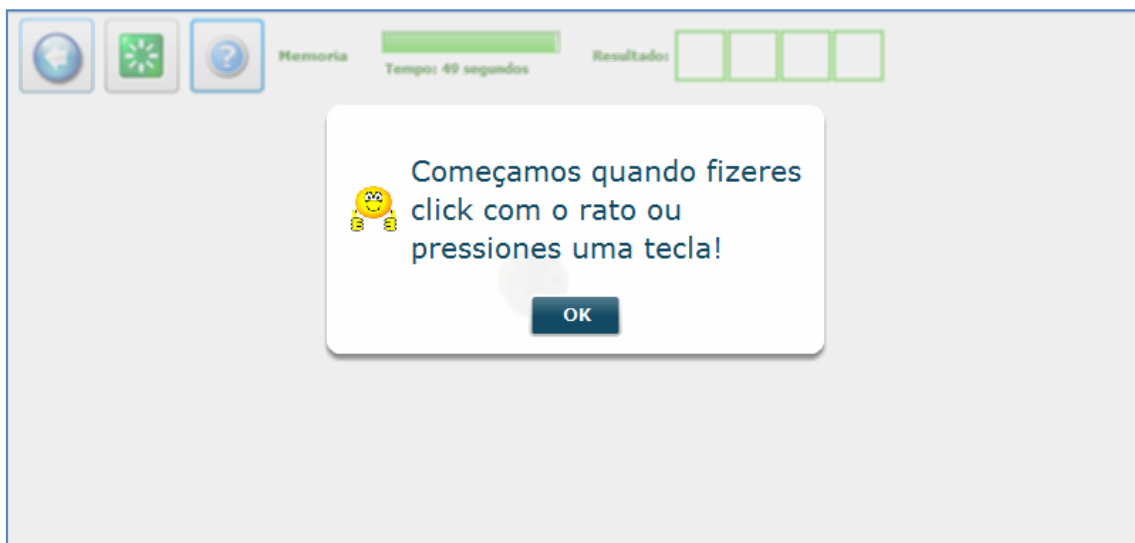 Memoria
Tempo: 49 segundos
Resultado:
Começamos quando fizeres
click com o rato ou
pressiones uma tecla!
OK